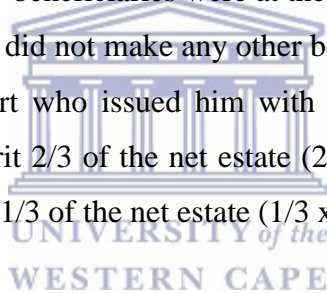 beneficiaries were at the
did not make any other be
rt who issued him with
rit 2/3 of the net estate (2
1/3 of the net estate (1/3 x
UNIVERSITY of the
WESTERN CAPE